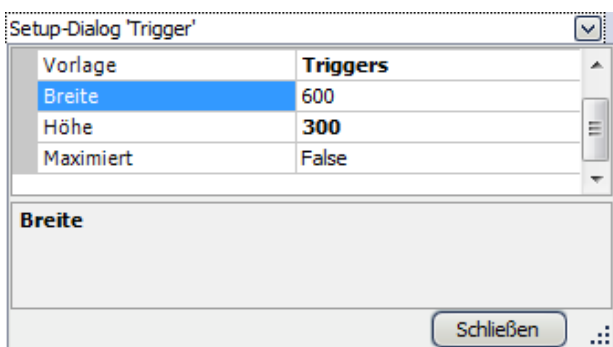 Setup-Dialog 'Trigger'
Vorlage Triggers
Breite 600
Höhe 300
Maximiert False
Breite
Schließen